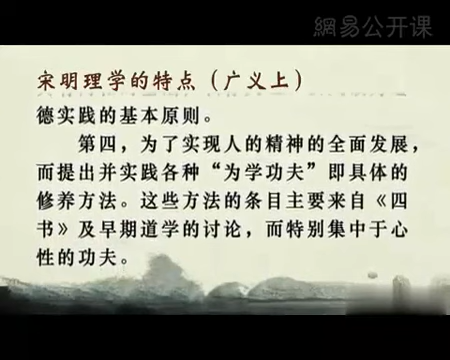 網易公开课
宋明理学的特点（广义上）
德实践的基本原则。
第四，为了实现人的精神的全面发展，
而提出并实践各种“为学功夫”即具体的
修养方法。这些方法的条目主要来自《四
书》及早期道学的讨论，而特别集中于心
性的功夫。